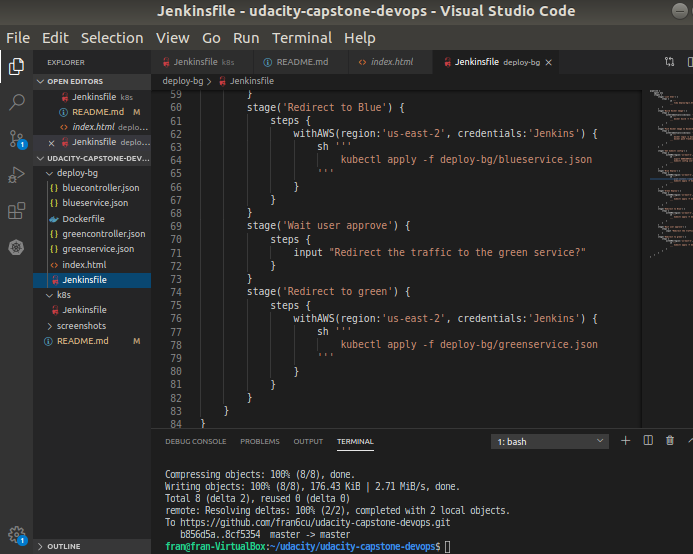 Jenkinsfile - udacity-capstone-devops - Visual Studio Code
File Edit Selection View Go Run Terminal Help
EXPLORER
Jenkinsfile k8s
README.md
index.html
Jenkinsfile deploy-bg
OPEN EDITORS
Jenkinsfile k8s
README.md M
index.html deplo...
Jenkinsfile deplo...
UDACITY-CAPSTONE-DEV...
deploy-bg
bluecontroller.json
blueservice.json
Dockerfile
greencontroller.json
greenservice.json
index.html
Jenkinsfile
k8s
Jenkinsfile
screenshots
README.md M
OUTLINE
1
1
deploy-bg > Jenkinsfile
59 }
60 stage('Redirect to Blue') {
61 steps {
62 withAWS(region:'us-east-2', credentials:'Jenkins') {
63 sh '''
64 kubectl apply -f deploy-bg/blueservice.json
65 '''
66 }
67 }
68 }
69 stage('Wait user approve') {
70 steps {
71 input "Redirect the traffic to the green service?"
72 }
73 }
74 stage('Redirect to green') {
75 steps {
76 withAWS(region:'us-east-2', credentials:'Jenkins') {
77 sh '''
78 kubectl apply -f deploy-bg/greenservice.json
79 '''
80 }
81 }
82 }
83 }
84 }
DEBUG CONSOLE PROBLEMS OUTPUT TERMINAL
1: bash
Compressing objects: 100% (8/8), done.
Writing objects: 100% (8/8), 176.43 KiB | 2.71 MiB/s, done.
Total 8 (delta 2), reused 0 (delta 0)
remote: Resolving deltas: 100% (2/2), completed with 2 local objects.
To https://github.com/fran6cu/udacity-capstone-devops.git
b856d5a..8cf5354 master -> master
fran@fran-VirtualBox:~/udacity/udacity-capstone-devops$